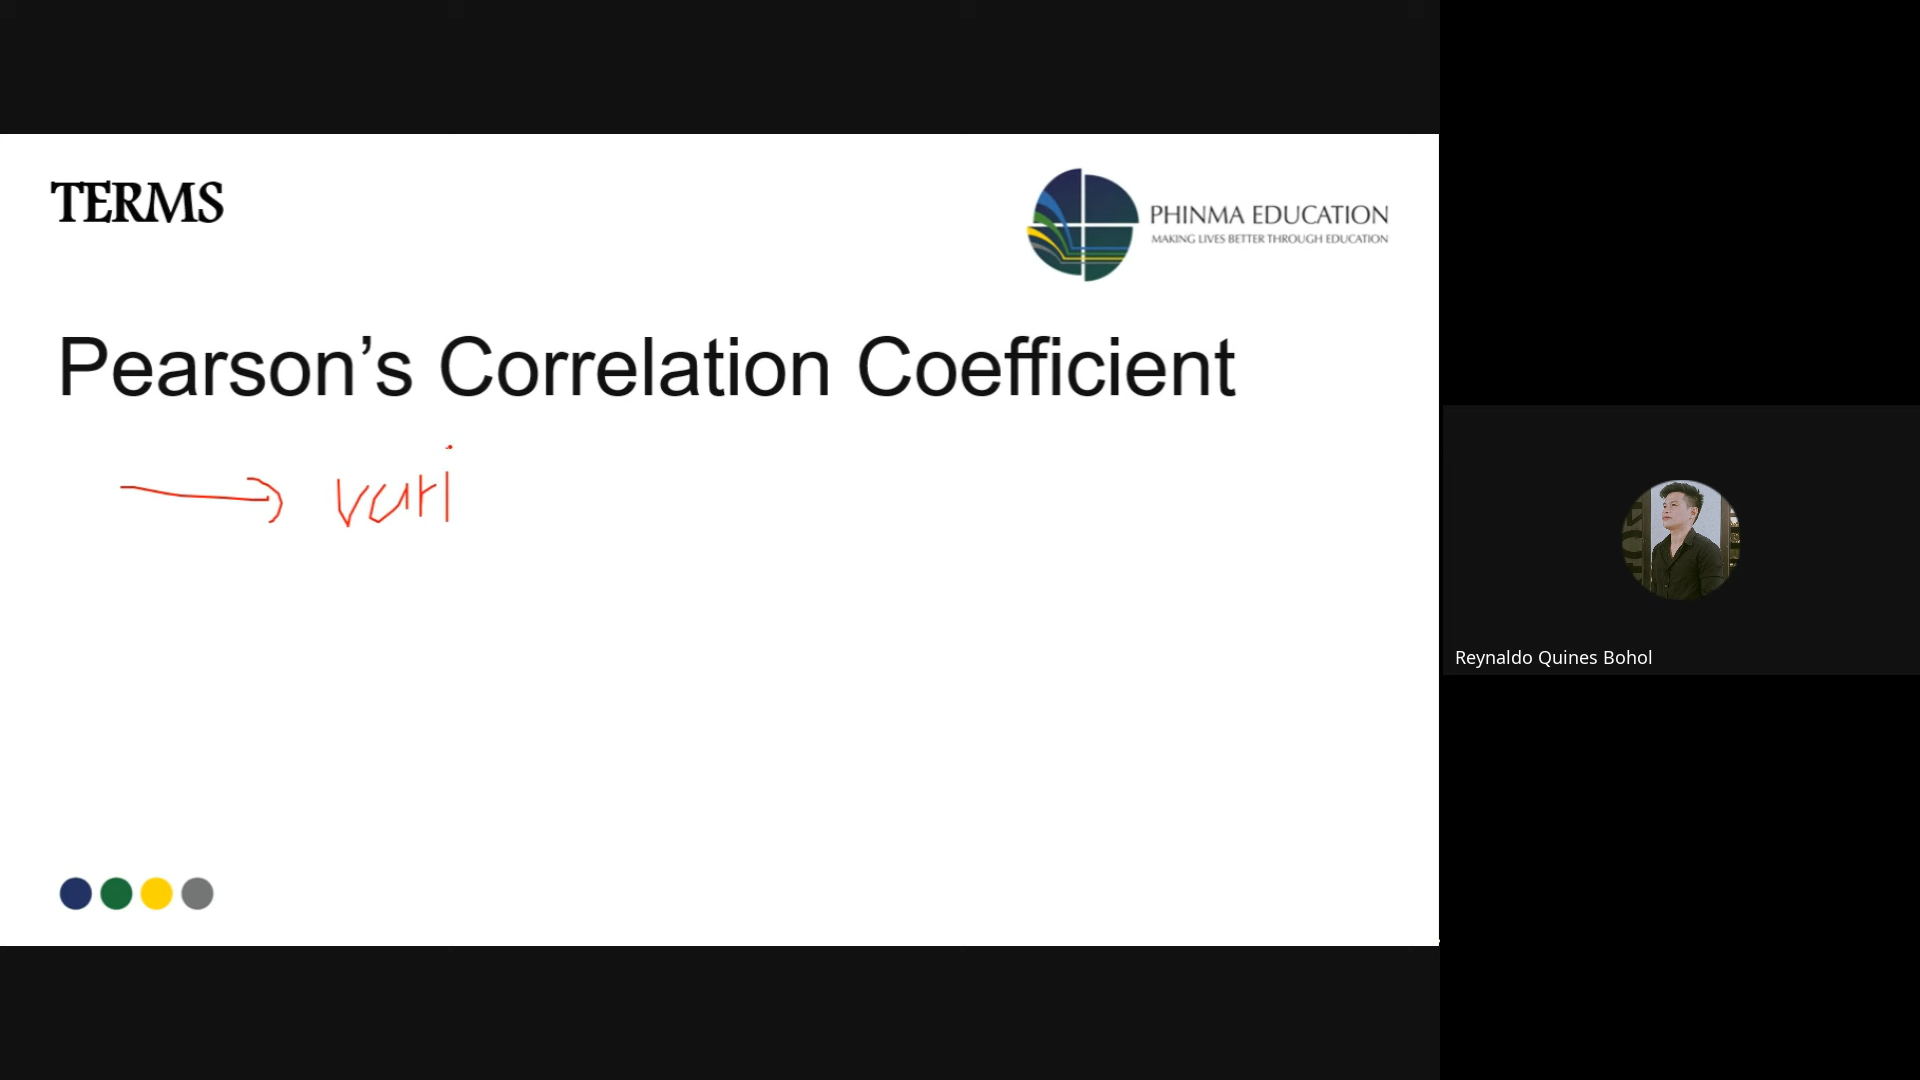 TERMS
PHINMA EDUCATION
MAKING LIVES BETTER THROUGH EDUCATION
Pearson’s Correlation Coefficient
vari
Reynaldo Quines Bohol